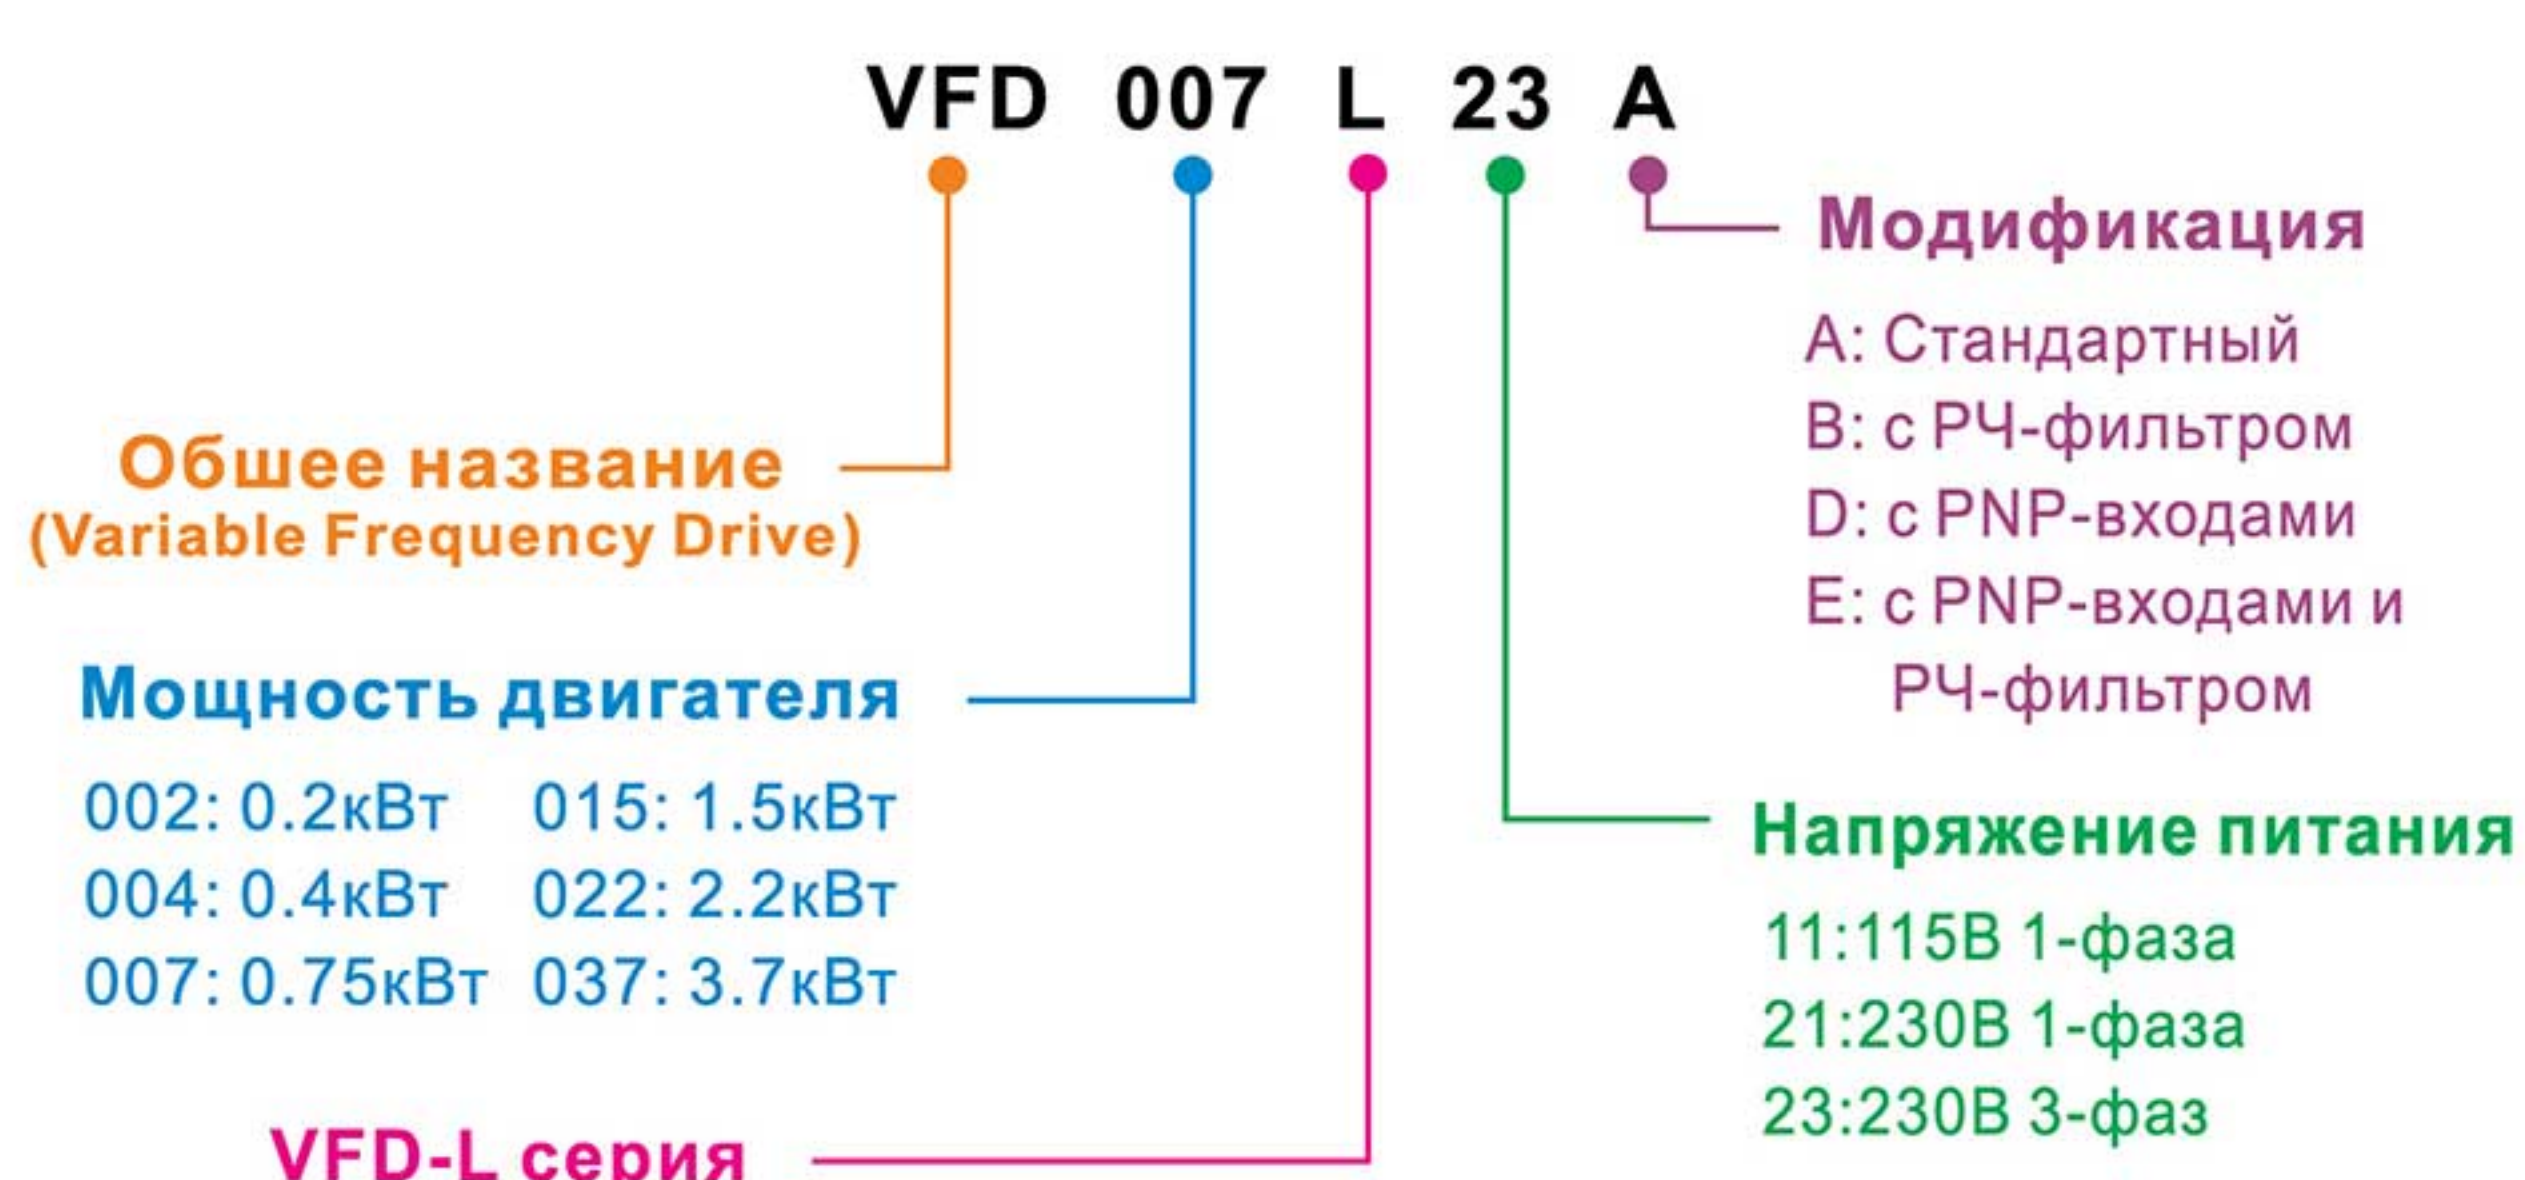 VFD 007 L 23 A
Модификация
A: Стандартный
B: с РЧ-фильтром
D: с PNP-входами
E: с PNP-входами и
РЧ-фильтром
Обшее название
(Variable Frequency Drive)
Мощность двигателя
002: 0.2кВт 015: 1.5кВт
004: 0.4кВт 022: 2.2кВт
007: 0.75кВт 037: 3.7кВт
Напряжение питания
11:115В 1-фаза
21:230В 1-фаза
23:230В 3-фаз
VFD-L серия